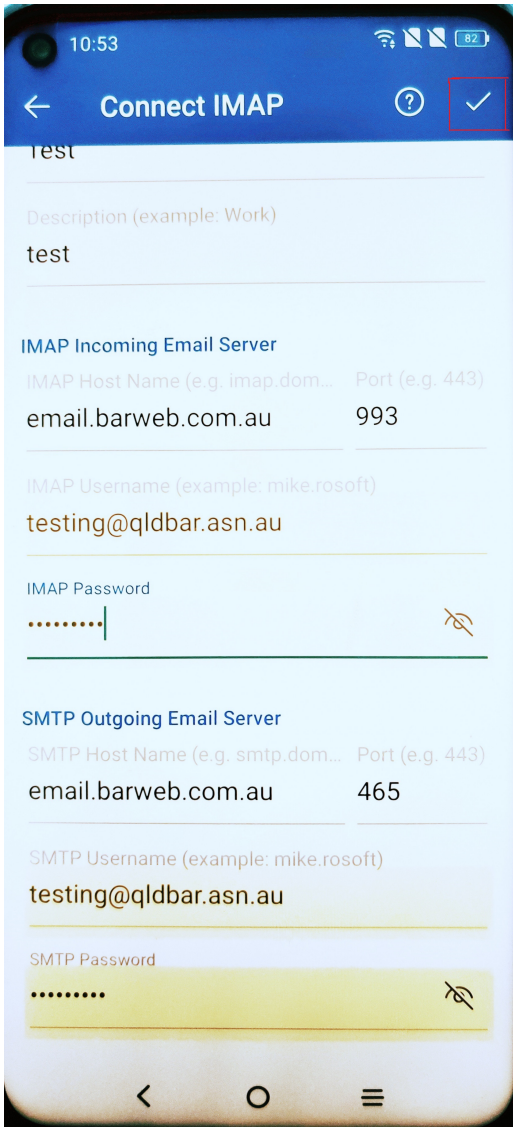 10:53
82
Connect IMAP
Test
Description (example: Work)
test
IMAP Incoming Email Server
IMAP Host Name (e.g. imap.dom... Port (e.g. 443)
email.barweb.com.au 993
IMAP Username (example: mike.rosoft)
testing@qldbar.asn.au
IMAP Password
•••••••••
SMTP Outgoing Email Server
SMTP Host Name (e.g. smtp.dom... Port (e.g. 443)
email.barweb.com.au 465
SMTP Username (example: mike.rosoft)
testing@qldbar.asn.au
SMTP Password
•••••••••